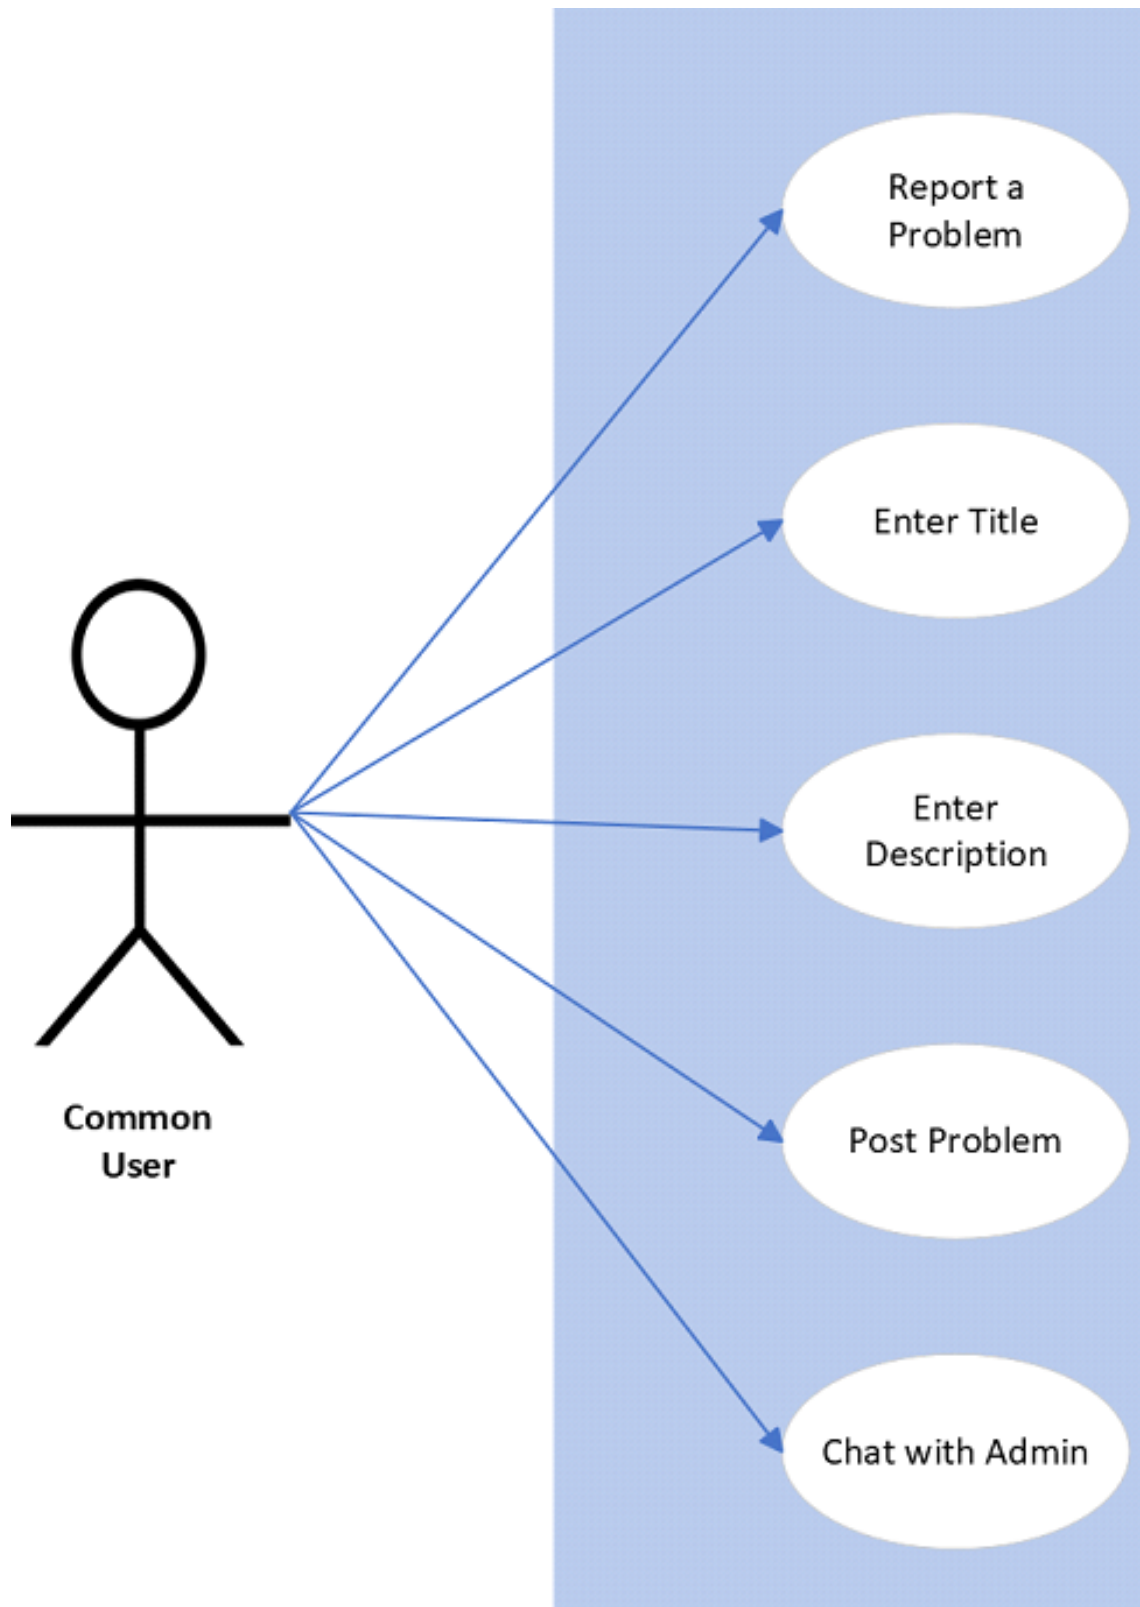 Report a
Problem
Enter Title
Enter
Description
Common
User
Post Problem
Chat with Admin